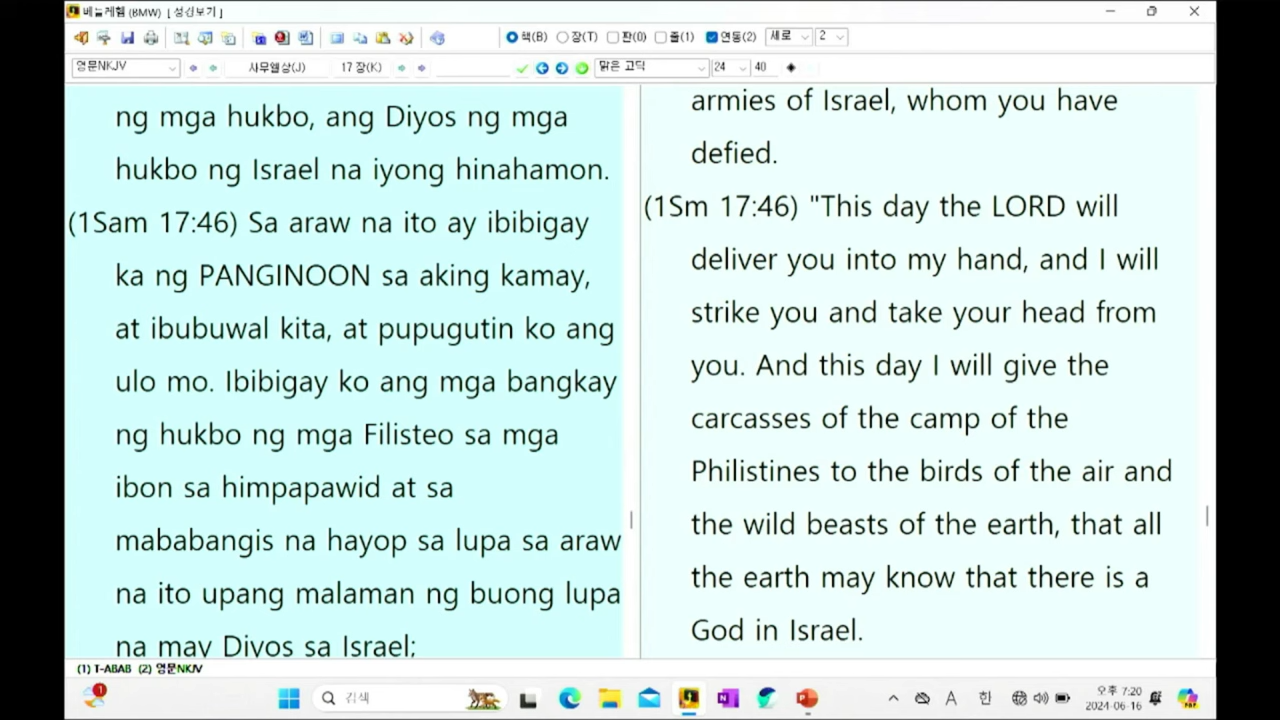 베들레헴 (BMW) [ 성경보기 ]
책(B) 장(T) 판(0) 줄(1) 연동(2) 세로 2
영문NKJV 사무엘상(J) 17 장(K) 맑은 고딕 24 40
ng mga hukbo, ang Diyos ng mga
hukbo ng Israel na iyong hinahamon.
(1Sam 17:46) Sa araw na ito ay ibibigay
ka ng PANGINOON sa aking kamay,
at ibubuwal kita, at pupugutin ko ang
ulo mo. Ibibigay ko ang mga bangkay
ng hukbo ng mga Filisteo sa mga
ibon sa himpapawid at sa
mababangis na hayop sa lupa sa araw
na ito upang malaman ng buong lupa
na may Diyos sa Israel;
armies of Israel, whom you have
defied.
(1Sm 17:46) "This day the LORD will
deliver you into my hand, and I will
strike you and take your head from
you. And this day I will give the
carcasses of the camp of the
Philistines to the birds of the air and
the wild beasts of the earth, that all
the earth may know that there is a
God in Israel.
(1) T-ABAB (2) 영문NKJV
1 검색 A 한 오후 7:20
2024-06-16